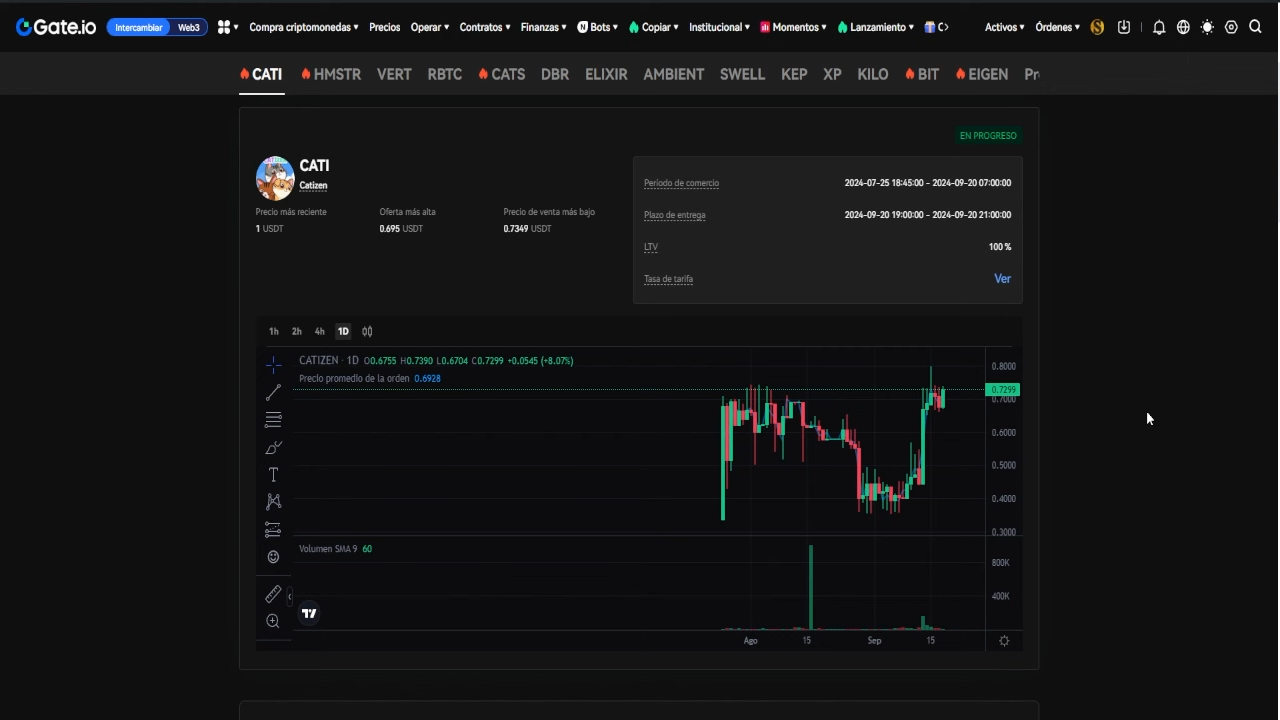 Gate.io Intercambiar Web3 Compra criptomonedas Precios Operar Contratos Finanzas Bots Copiar Institucional Momentos Lanzamiento C Activos Órdenes
CATI HMSTR VERT RBTC CATS DBR ELIXIR AMBIENT SWELL KEP XP KILO BIT EIGEN Pr
EN PROGRESO
CATI
Catizen
Precio más reciente Oferta más alta Precio de venta más bajo
1 USDT 0.695 USDT 0.7349 USDT
Período de comercio 2024-07-25 18:45:00 - 2024-09-20 07:00:00
Plazo de entrega 2024-09-20 19:00:00 - 2024-09-20 21:00:00
LTV 100 %
Tasa de tarifa Ver
1h 2h 4h 1D
CATIZEN · 1D O0.6755 H0.7390 L0.6704 C0.7299 +0.0545 (+8.07%)
Precio promedio de la orden 0.6928
0.8000
0.7299
0.7000
0.6000
0.5000
0.4000
0.3000
Volumen SMA 9 60
800K
400K
Ago 15 Sep 15